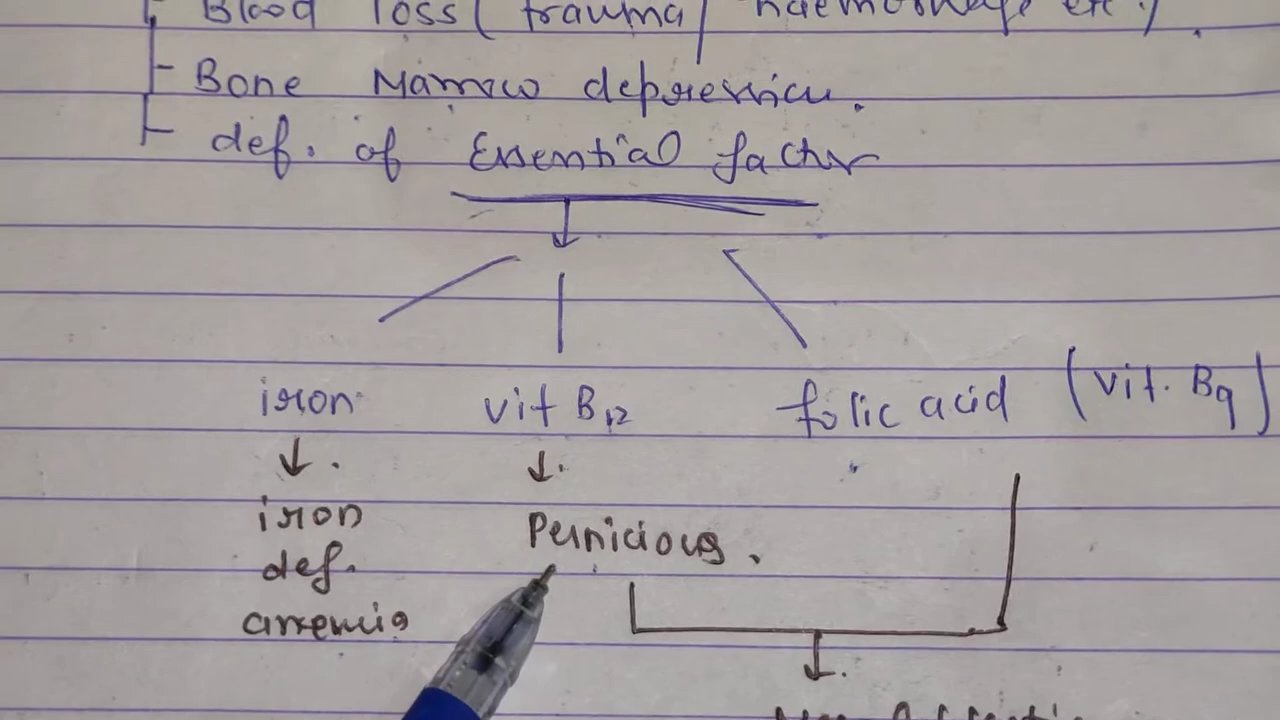 Blood loss (trauma / haemorrhage etc.)
Bone Marrow depression.
def. of Essential factor
iron vit B12 folic acid (vit. B9)
iron Pernicious.
def.
anemia